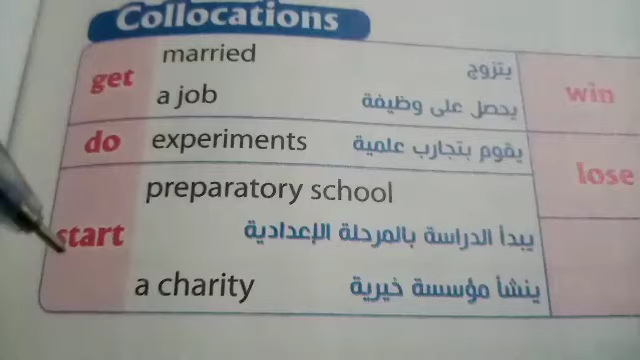 Collocations
get
married يتزوج
a job يحصل على وظيفة
do experiments يقوم بتجارب علمية
start
preparatory school
يبدأ الدراسة بالمرحلة الإعدادية
a charity ينشأ مؤسسة خيرية
win
lose